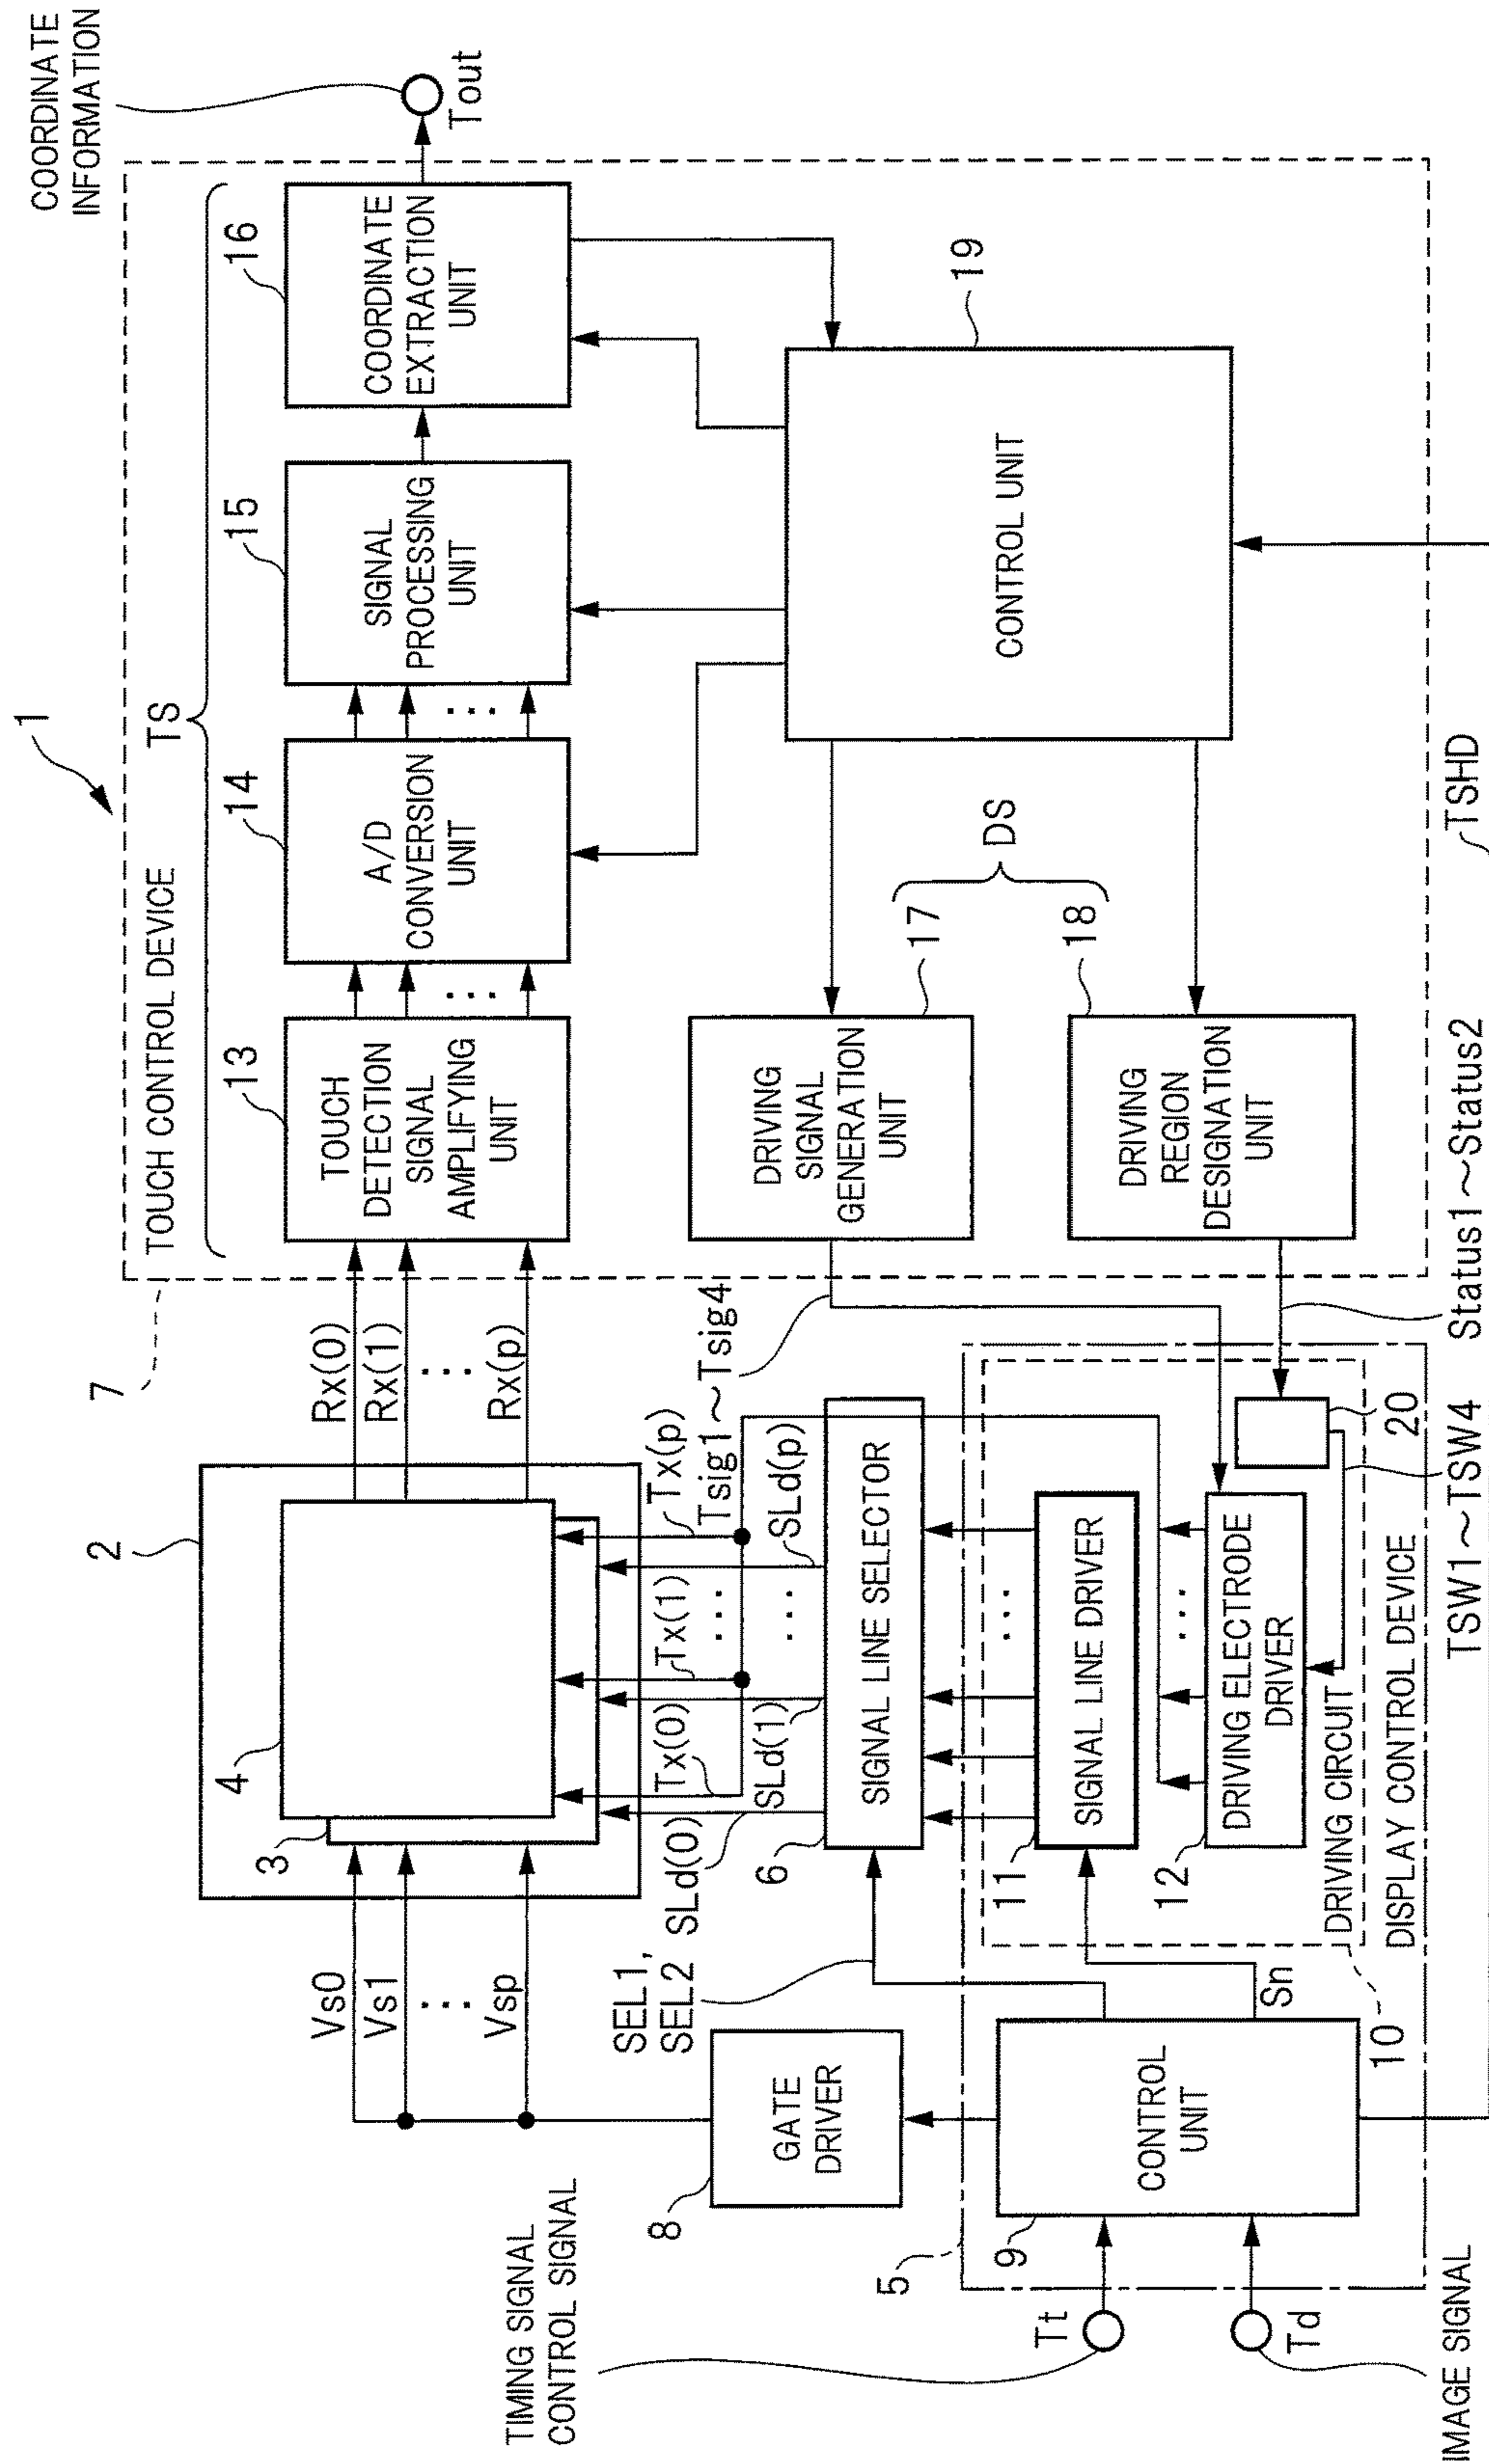 COORDINATE
INFORMATION
Tout
1
7
TOUCH CONTROL DEVICE
TS
13
TOUCH
DETECTION
SIGNAL
AMPLIFYING
UNIT
14
A/D
CONVERSION
UNIT
15
SIGNAL
PROCESSING
UNIT
16
COORDINATE
EXTRACTION
UNIT
...
...
Vs0
Vs1
...
Vsp
2
3
4
Rx(0)
Rx(1)
...
Rx(p)
SEL1,
SEL2
SLd(0)
Tx(0)
SLd(1)
Tx(1)
...
...
Tx(p)
SLd(p)
Tsig1~Tsig4
17
DRIVING
SIGNAL
GENERATION
UNIT
18
DRIVING
REGION
DESIGNATION
UNIT
DS
19
CONTROL UNIT
TIMING SIGNAL
CONTROL SIGNAL
8
GATE
DRIVER
6
SIGNAL LINE SELECTOR
...
11
SIGNAL LINE DRIVER
...
12
DRIVING ELECTRODE
DRIVER
DRIVING CIRCUIT
20
5
9
CONTROL
UNIT
Tt
Td
Sn
10
DISPLAY CONTROL DEVICE
IMAGE SIGNAL
TSW1~TSW4
Status1~Status2
TSHD